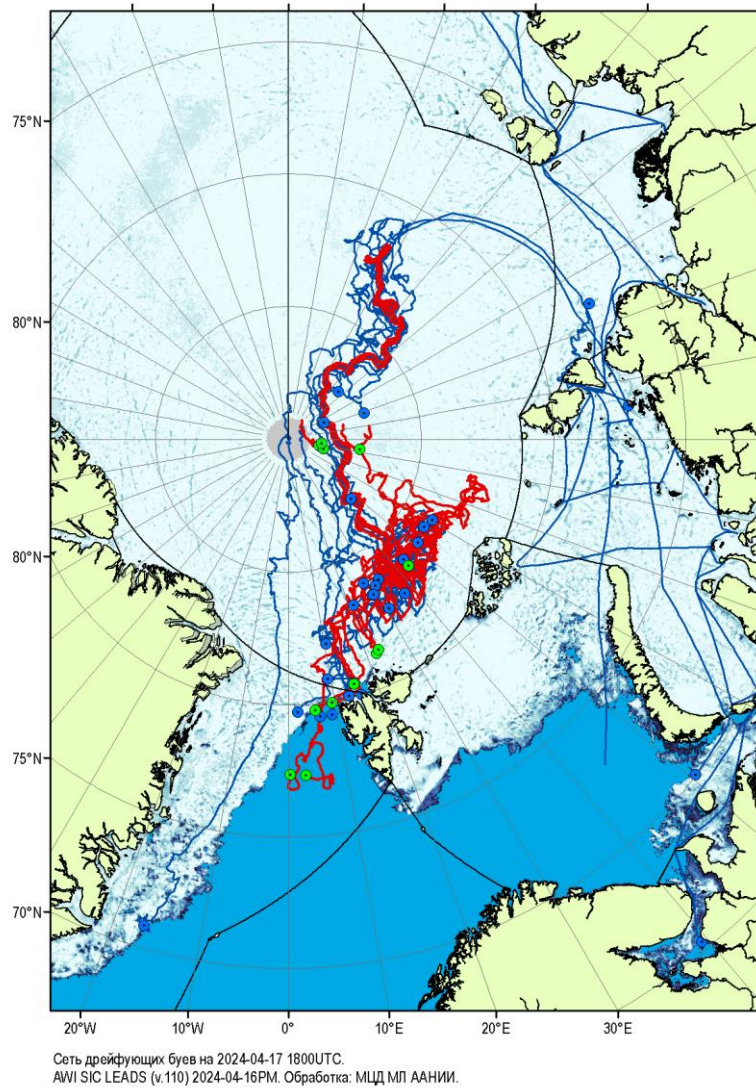 75°N
80°N
80°N
75°N
70°N
20°W 10°W 0° 10°E 20°E 30°E
Сеть дрейфующих буев на 2024-04-17 1800UTC.
AWI SIC LEADS (v.110) 2024-04-16PM. Обработка: МЦД МЛ ААНИИ.